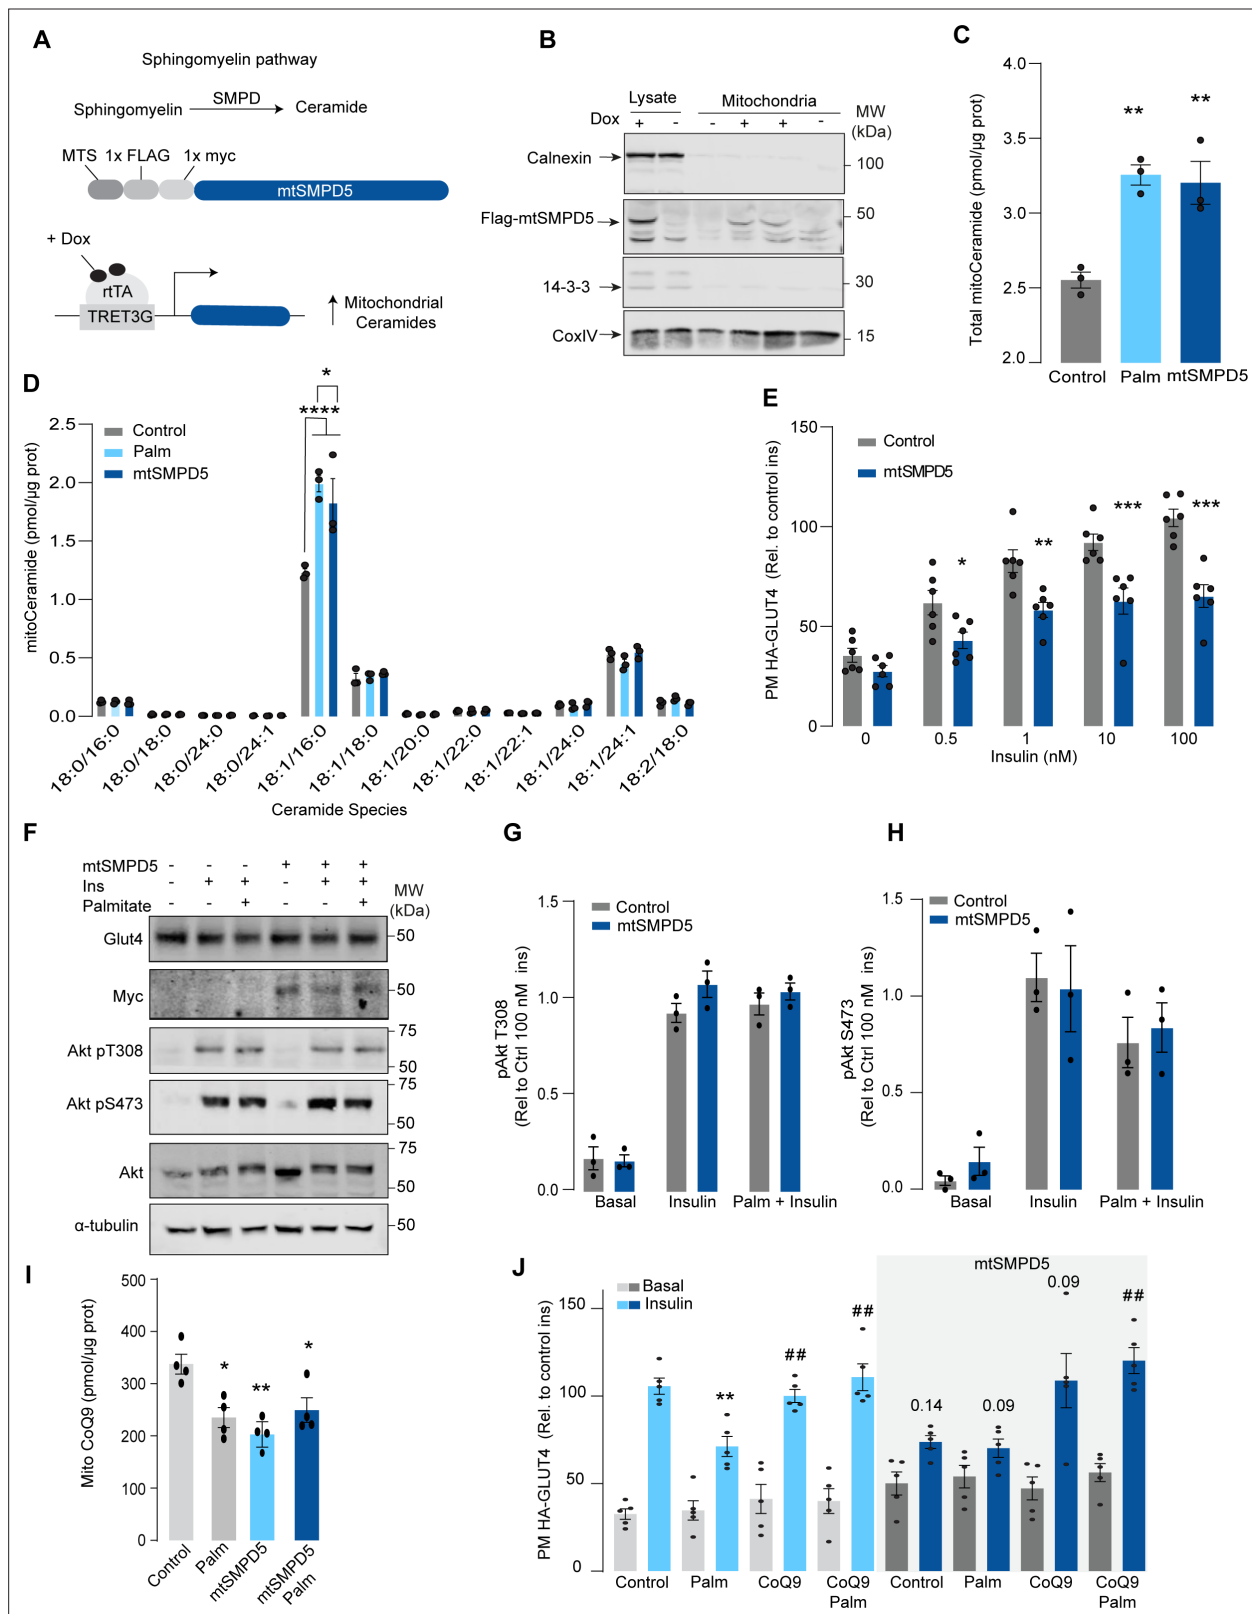 A
Sphingomyelin pathway
Sphingomyelin SMPD Ceramide
MTS 1x FLAG 1x myc
mtSMPD5
+ Dox
rtTA
TRET3G
Mitochondrial
Ceramides
B
Lysate Mitochondria MW
(kDa)
Dox + - - + + -
Calnexin 100
Flag-mtSMPD5 50
14-3-3 30
CoxIV 15
C
Total mitoCeramide (pmol/µg prot)
4.0
3.5
3.0
2.5
2.0
** **
Control Palm mtSMPD5
D
mitoCeramide (pmol/µg prot)
2.5
2.0
1.5
1.0
0.5
0.0
Control
Palm
mtSMPD5
*
****
18:0/16:0 18:0/18:0 18:0/24:0 18:0/24:1 18:1/16:0 18:1/18:0 18:1/20:0 18:1/22:0 18:1/22:1 18:1/24:0 18:1/24:1 18:2/18:0
Ceramide Species
E
PM HA-GLUT4 (Rel. to control ins)
150
100
50
0
Control
mtSMPD5
* ** *** ***
0 0.5 1 10 100
Insulin (nM)
F
mtSMPD5 - - - + + +
Ins - + + - + +
Palmitate - - + - - +
MW
(kDa)
Glut4 50
Myc 50
Akt pT308 75
50
Akt pS473 75
50
Akt 75
50
α-tubulin 50
G
pAkt T308
(Rel to Ctrl 100 nM ins)
1.5
1.0
0.5
0.0
Control
mtSMPD5
Basal Insulin Palm + Insulin
H
pAkt S473
(Rel to Ctrl 100 nM ins)
1.5
1.0
0.5
0.0
Control
mtSMPD5
Basal Insulin Palm + Insulin
I
Mito CoQ9 (pmol/µg prot)
500
400
300
200
100
0
* ** *
Control Palm mtSMPD5 mtSMPD5
Palm
J
PM HA-GLUT4 (Rel. to control ins)
150
100
50
0
Basal
Insulin
mtSMPD5
** ## ## 0.14 0.09 0.09 ##
Control Palm CoQ9 CoQ9
Palm
Control Palm CoQ9 CoQ9
Palm